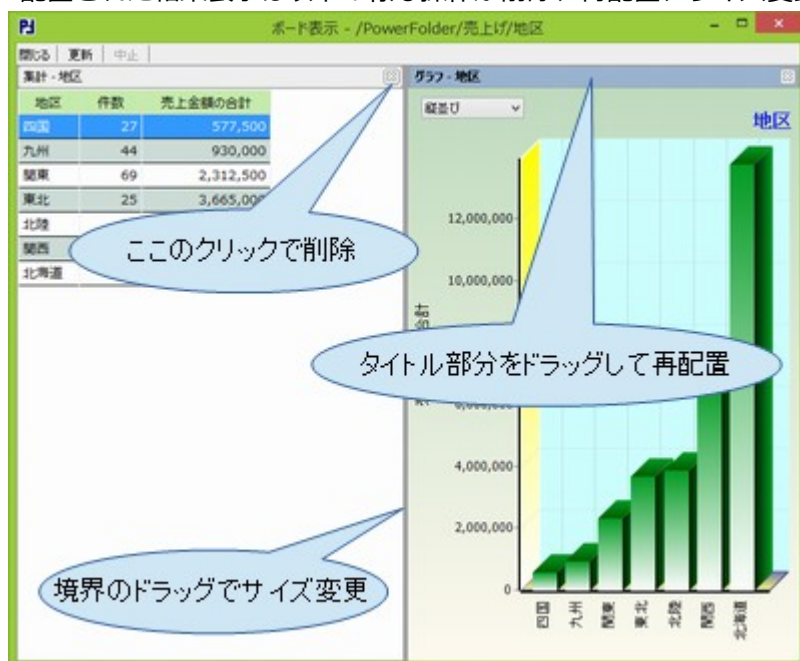 ボード表示 - /PowerFolder/売上げ/地区
閉じる 更新 中止
集計 - 地区
地区 件数 売上金額の合計
四国 27 577,500
九州 44 930,000
関東 69 2,312,500
東北 25 3,665,000
北陸
関西
北海道
ここのクリックで削除
境界のドラッグでサイズ変更
グラフ - 地区
縦並び
地区
12,000,000
10,000,000
合計
タイトル部分をドラッグして再配置
4,000,000
2,000,000
0
四国
九州
関東
東北
北陸
関西
北海道